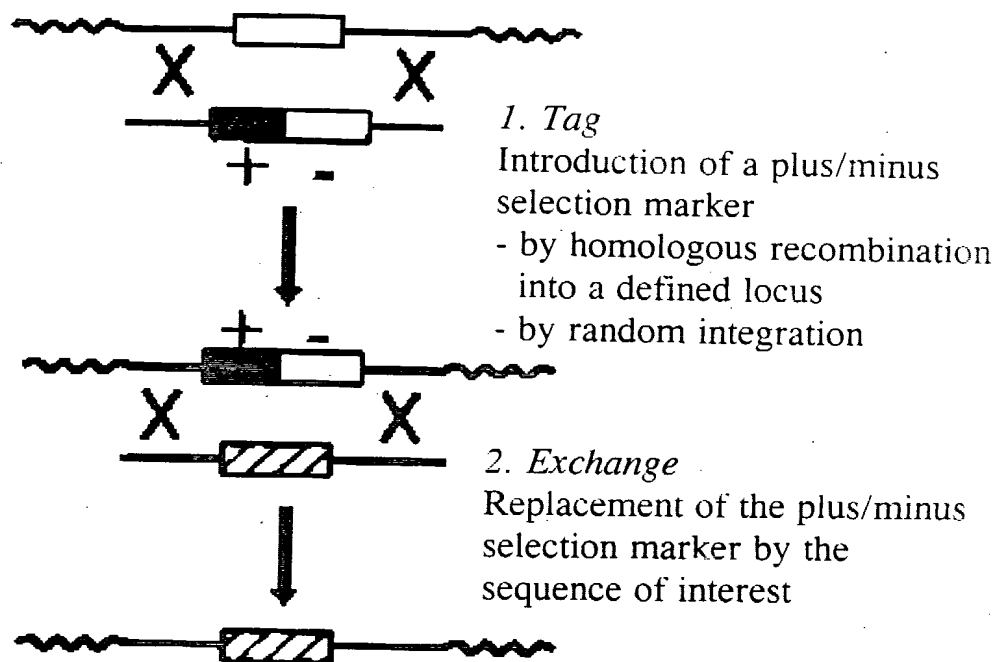 1. Tag
Introduction of a plus/minus
selection marker
- by homologous recombination
into a defined locus
- by random integration
+ -
+ -
2. Exchange
Replacement of the plus/minus
selection marker by the
sequence of interest